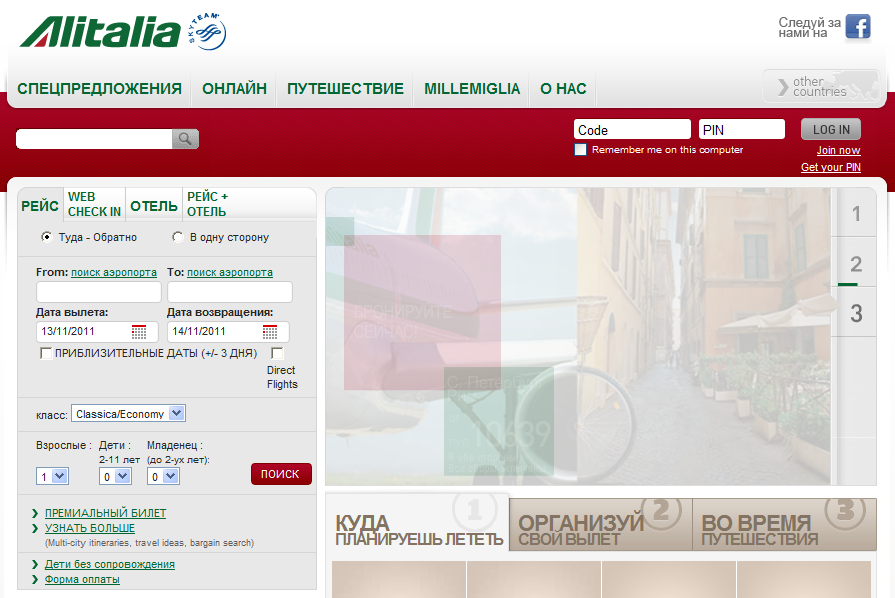 Alitalia
SKYTEAM
Следуй за
нами на
f
СПЕЦПРЕДЛОЖЕНИЯ ОНЛАЙН ПУТЕШЕСТВИЕ MILLEMIGLIA О НАС
other
countries
Code PIN LOG IN
Remember me on this computer
Join now
Get your PIN
РЕЙС WEB CHECK IN ОТЕЛЬ РЕЙС + ОТЕЛЬ
Туда - Обратно В одну сторону
From: поиск аэропорта To: поиск аэропорта
Дата вылета: Дата возвращения:
13/11/2011 14/11/2011
ПРИБЛИЗИТЕЛЬНЫЕ ДАТЫ (+/- 3 ДНЯ)
Direct
Flights
класс: Classica/Economy
Взрослые : Дети : Младенец :
2-11 лет (до 2-ух лет):
1 0 0 ПОИСК
ПРЕМИАЛЬНЫЙ БИЛЕТ
УЗНАТЬ БОЛЬШЕ
(Multi-city itineraries, travel ideas, bargain search)
Дети без сопровождения
Форма оплаты
БРОНИРУЙТЕ
СЕЙЧАС!
С. Петербу
10639
1
2
3
КУДА 1
ПЛАНИРУЕШЬ ЛЕТЕТЬ
ОРГАНИЗУЙ 2
СВОЙ ВЫЛЕТ
ВО ВРЕМЯ 3
ПУТЕШЕСТВИЯ